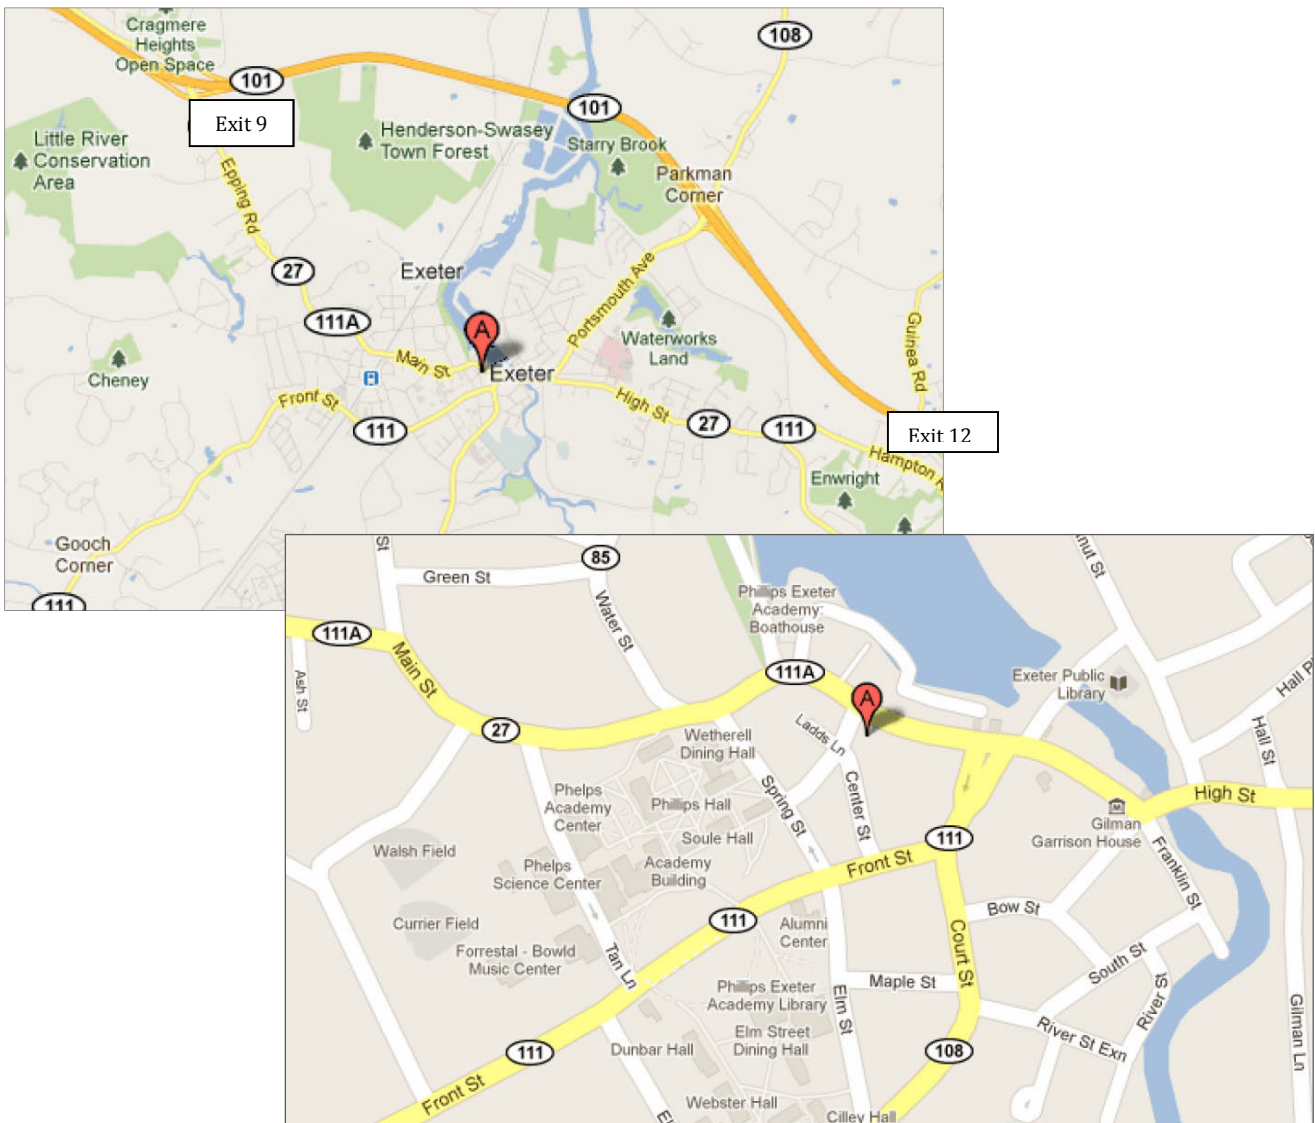 Cragmere
Heights
Open Space
108
101
101
Exit 9
Little River
Conservation
Area
Henderson-Swasey
Town Forest
Starry Brook
Parkman
Corner
Epping Rd
27
Exeter
Portsmouth Ave
111A
A
Waterworks
Land
Guinea Rd
Main St
Exeter
Cheney
Front St
High St
27
111
111
Exit 12
Hampton R
Enwright
Gooch
Corner
111
St
85
nut St
Green St
Phillips Exeter
Academy:
Boathouse
Water St
111A
Main St
111A
Exeter Public
Library
Ash St
A
Hall P
27
Ladds Ln
Wetherell
Dining Hall
Hall St
Phelps
Academy
Center
Phillips Hall
Spring St
Center St
High St
Soule Hall
Gilman
Garrison House
111
Walsh Field
Front St
Phelps
Science Center
Academy
Building
Franklin St
Bow St
111
Currier Field
Alumni
Center
Court St
Forrestal - Bowld
Music Center
Tan Ln
South St
Maple St
Phillips Exeter
Academy Library
Elm St
River St
Elm Street
Dining Hall
River St Exn
Gilman Ln
111
Dunbar Hall
108
Front St
Webster Hall
El
Cilley Hall